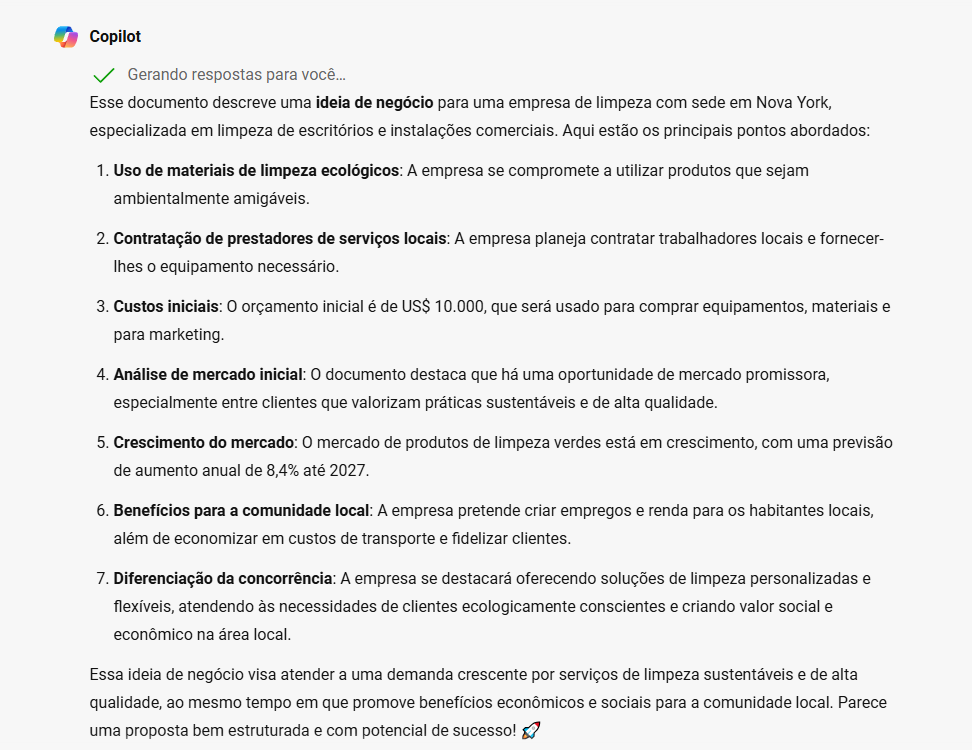 Copilot
Gerando respostas para você...
Esse documento descreve uma ideia de negócio para uma empresa de limpeza com sede em Nova York,
especializada em limpeza de escritórios e instalações comerciais. Aqui estão os principais pontos abordados:
1. Uso de materiais de limpeza ecológicos: A empresa se compromete a utilizar produtos que sejam
ambientalmente amigáveis.
2. Contratação de prestadores de serviços locais: A empresa planeja contratar trabalhadores locais e fornecer-
lhes o equipamento necessário.
3. Custos iniciais: O orçamento inicial é de US$ 10.000, que será usado para comprar equipamentos, materiais e
para marketing.
4. Análise de mercado inicial: O documento destaca que há uma oportunidade de mercado promissora,
especialmente entre clientes que valorizam práticas sustentáveis e de alta qualidade.
5. Crescimento do mercado: O mercado de produtos de limpeza verdes está em crescimento, com uma previsão
de aumento anual de 8,4% até 2027.
6. Benefícios para a comunidade local: A empresa pretende criar empregos e renda para os habitantes locais,
além de economizar em custos de transporte e fidelizar clientes.
7. Diferenciação da concorrência: A empresa se destacará oferecendo soluções de limpeza personalizadas e
flexíveis, atendendo às necessidades de clientes ecologicamente conscientes e criando valor social e
econômico na área local.
Essa ideia de negócio visa atender a uma demanda crescente por serviços de limpeza sustentáveis e de alta
qualidade, ao mesmo tempo em que promove benefícios econômicos e sociais para a comunidade local. Parece
uma proposta bem estruturada e com potencial de sucesso! 🚀